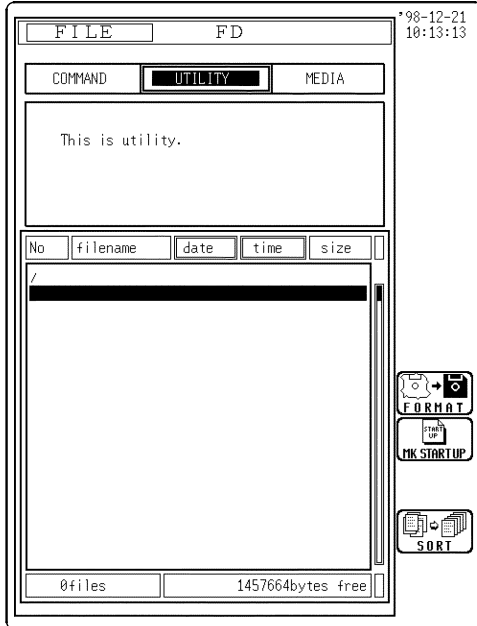 '98-12-21
10:13:13
FILE FD
COMMAND UTILITY MEDIA
This is utility.
No filename date time size
/
FORMAT
START UP
MK STARTUP
SORT
0files 1457664bytes free